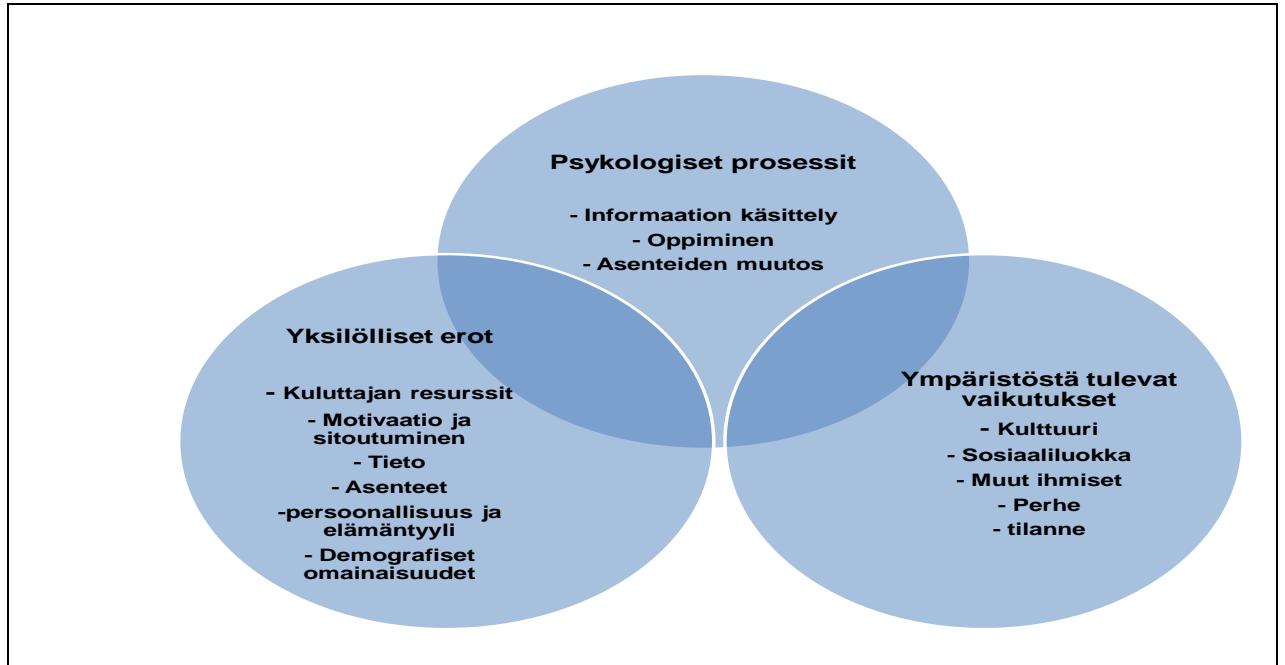 Psykologiset prosessit
- Informaation käsittely
- Oppiminen
- Asenteiden muutos
Yksilölliset erot
- Kuluttajan resurssit
- Motivaatio ja
sitoutuminen
- Tieto
- Asenteet
-persoonallisuus ja
elämäntyyli
- Demografiset
omainaisuudet
Ympäristöstä tulevat
vaikutukset
- Kulttuuri
- Sosiaaliluokka
- Muut ihmiset
- Perhe
- tilanne